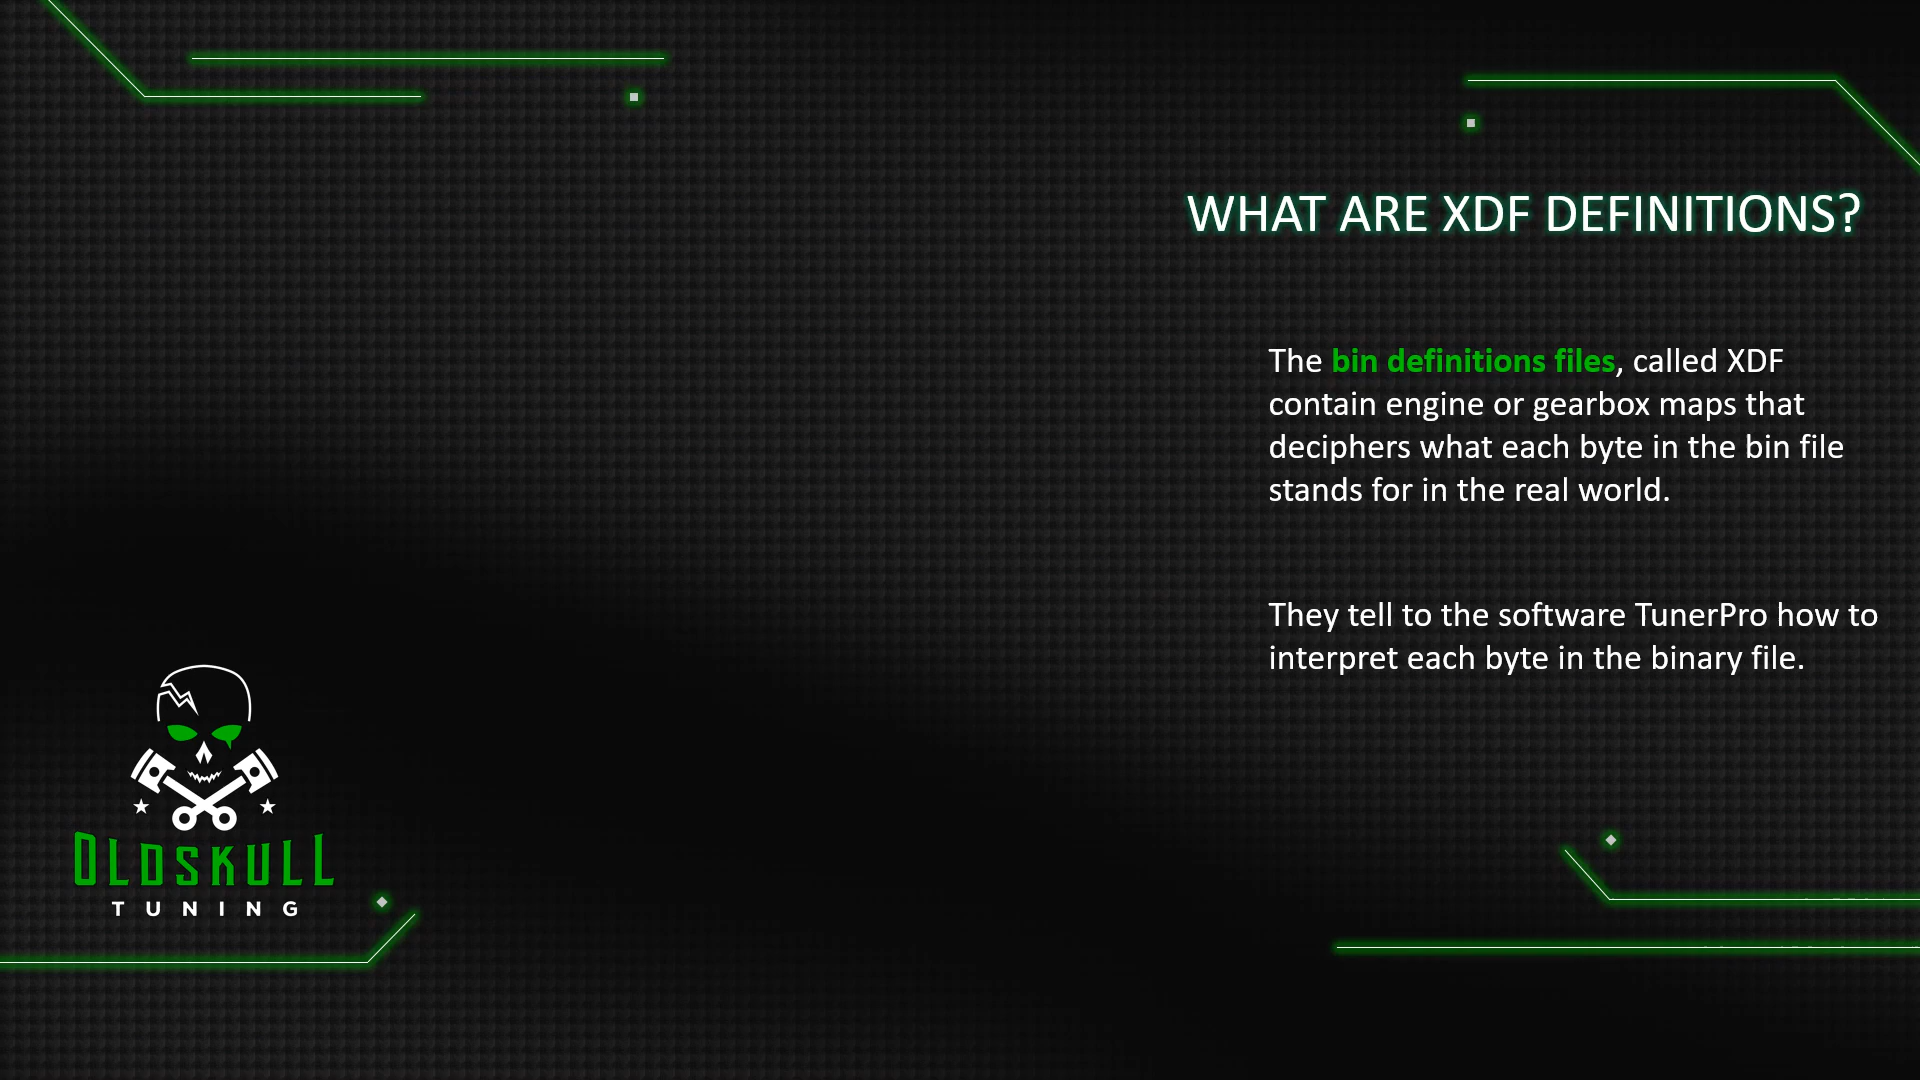 WHAT ARE XDF DEFINITIONS?
The bin definitions files, called XDF
contain engine or gearbox maps that
deciphers what each byte in the bin file
stands for in the real world.
They tell to the software TunerPro how to
interpret each byte in the binary file.
OLDSKULL
TUNING